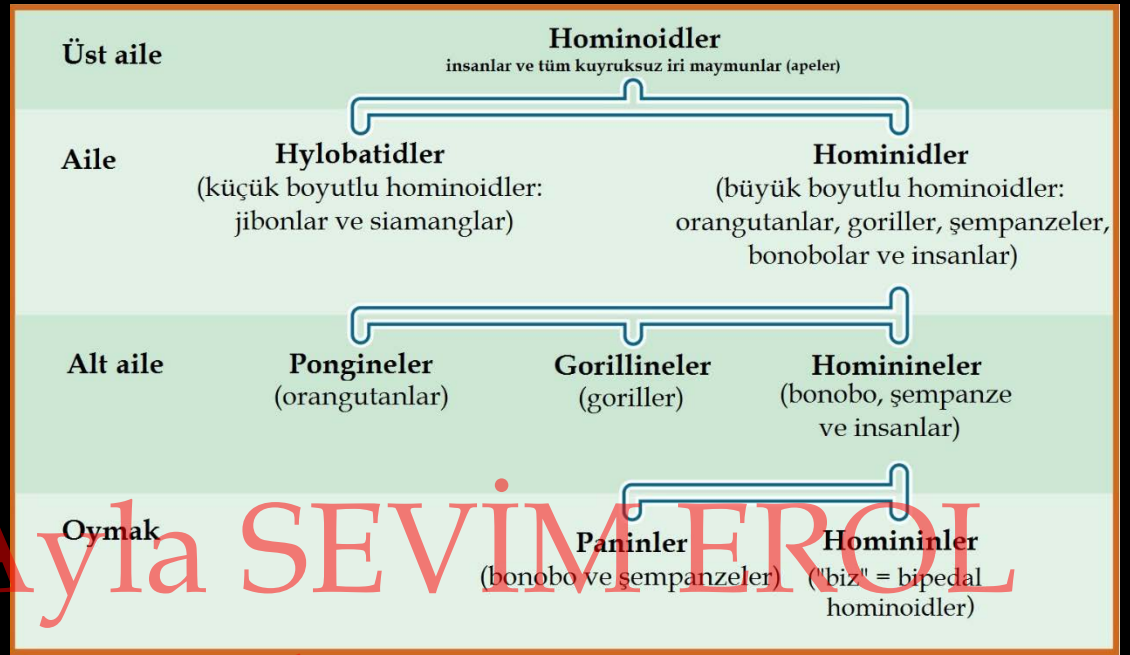 Üst aile
Hominoidler
insanlar ve tüm kuyruksuz iri maymunlar (apeler)
Aile
Hylobatidler
(küçük boyutlu hominoidler:
jibonlar ve siamanglar)
Hominidler
(büyük boyutlu hominoidler:
orangutanlar, goriller, şempanzeler,
bonobolar ve insanlar)
Alt aile
Pongineler
(orangutanlar)
Gorillineler
(goriller)
Hominineler
(bonobo, şempanze
ve insanlar)
Oymak
Paninler
(bonobo ve şempanzeler)
Homininler
("biz" = bipedal
hominoidler)
Ayla SEVİM EROL